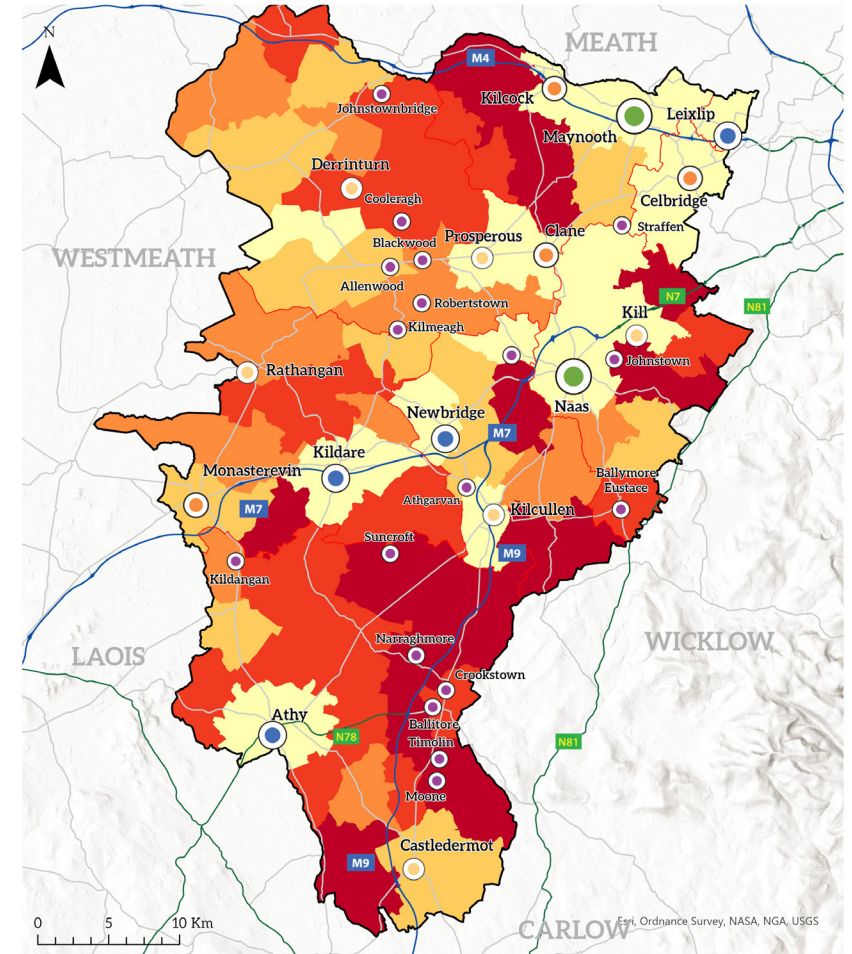 N
MEATH
M4
Kilcock
Johnstownbridge
Maynooth
Leixlip
Derrinturn
Cooleragh
Celbridge
Straffen
Clane
Prosperous
Blackwood
WESTMEATH
Allenwood
N7
N81
Robertstown
Kill
Kilmeagh
Johnstown
Rathangan
Naas
Newbridge
M7
Kildare
Monasterevin
Ballymore
Eustace
Athgarvan
M7
Kilcullen
Suncroft
M9
Kildangan
Narraghmore
WICKLOW
LAOIS
Crookstown
Athy
Ballitore
N78
Timolin
N81
Moone
Castledermot
M9
CARLOW
Esri, Ordnance Survey, NASA, NGA, USGS
0 5 10 Km